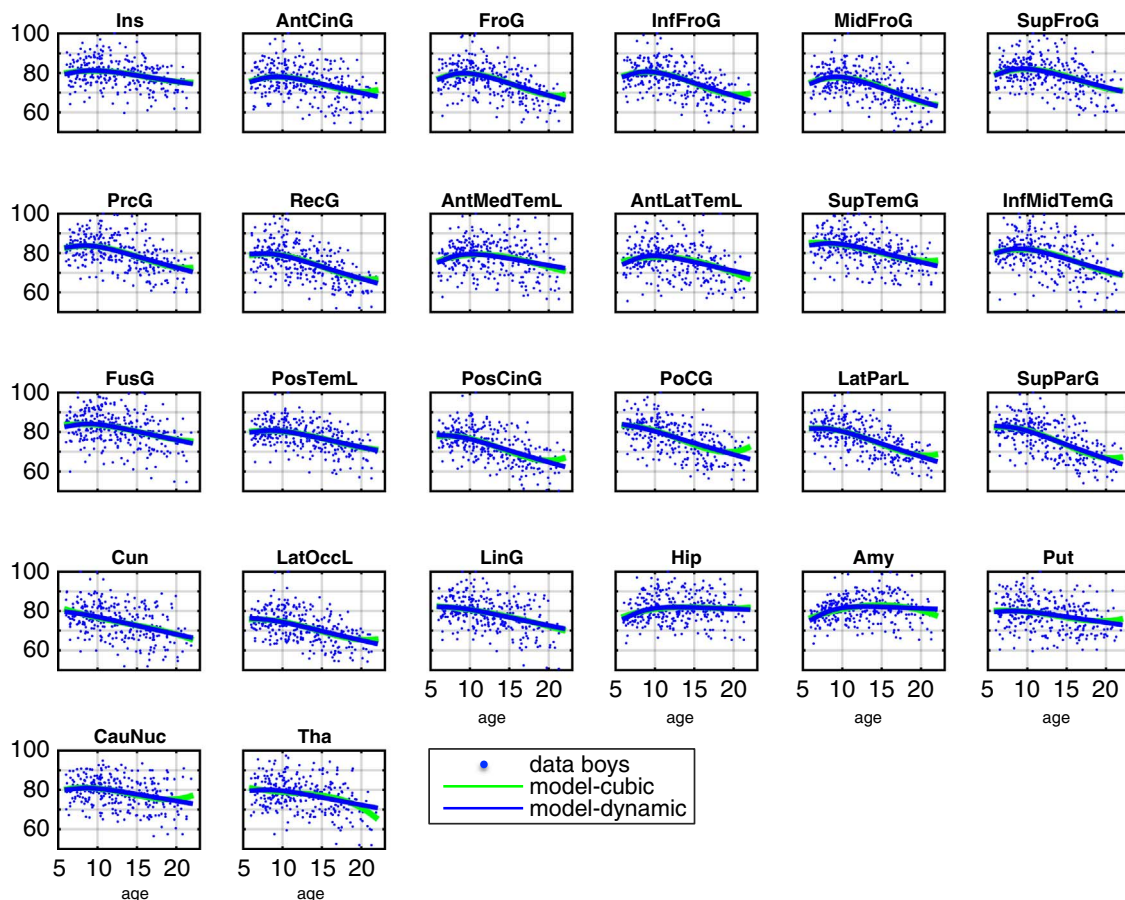 Ins AntCinG FroG InfFroG MidFroG SupFroG
100
80
60
PrcG RecG AntMedTemL AntLatTemL SupTemG InfMidTemG
100
80
60
FusG PosTemL PosCinG PoCG LatParL SupParG
100
80
60
Cun LatOccL LinG Hip Amy Put
100
80
60
5 10 15 20 5 10 15 20 5 10 15 20 5 10 15 20
age age age age
CauNuc Tha
100
80
60
5 10 15 20 5 10 15 20
age age
data boys
model-cubic
model-dynamic